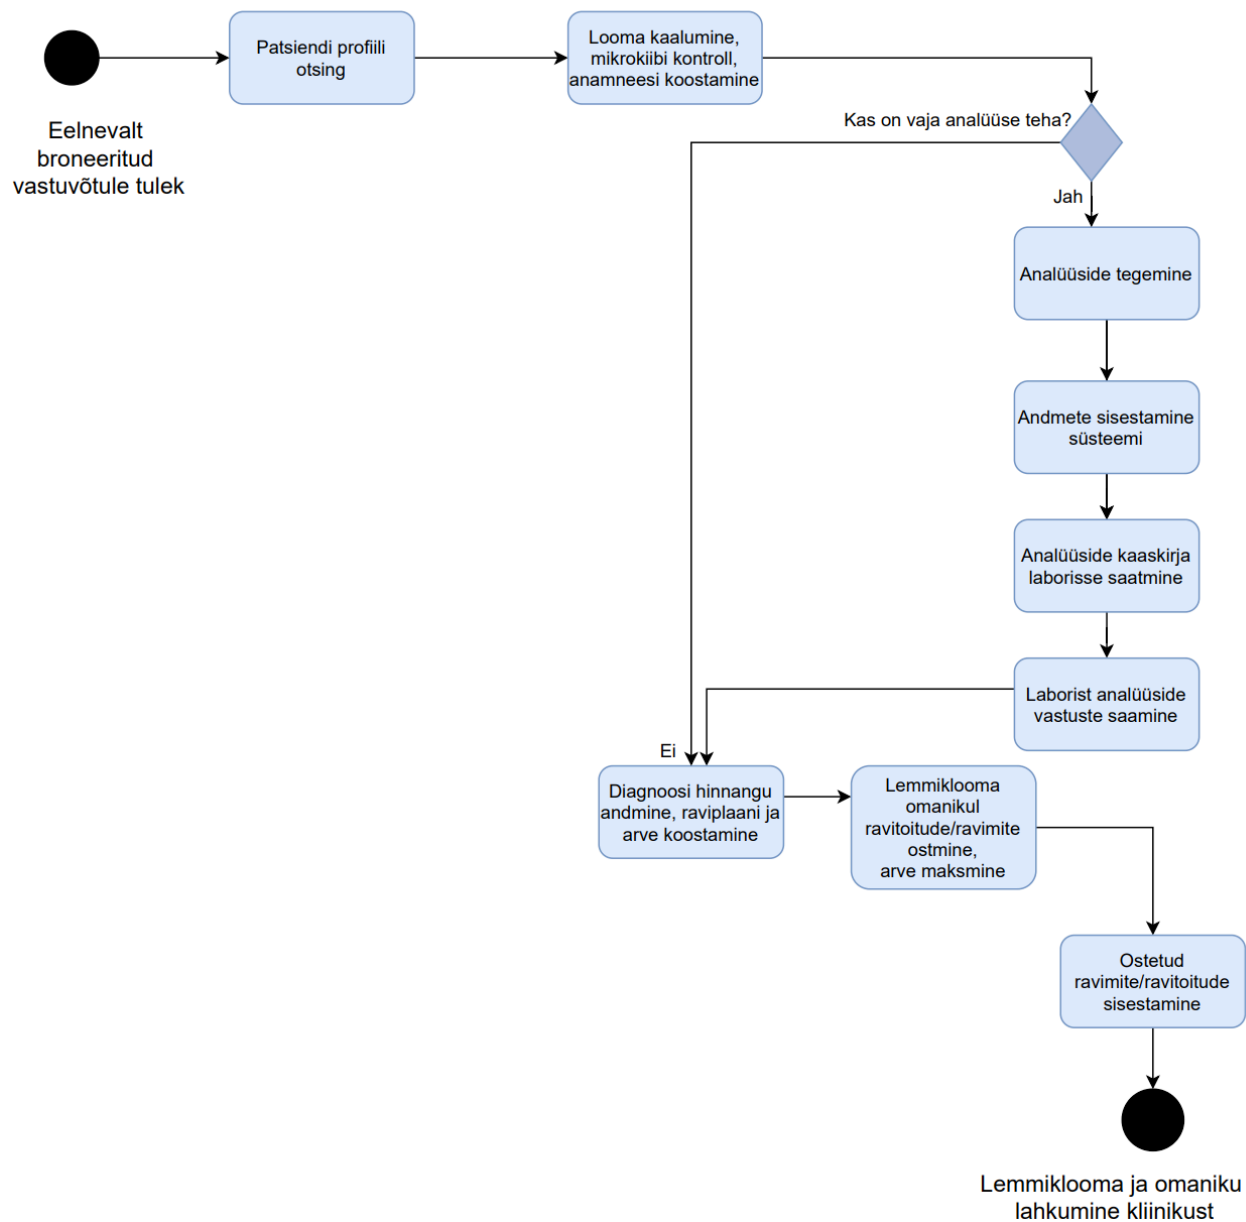 Eelnevalt
broneeritud
vastuvõtule tulek
Patsiendi profiili
otsing
Looma kaalumine,
mikrokiibi kontroll,
anamneesi koostamine
Kas on vaja analüüse teha?
Jah
Analüüside tegemine
Andmete sisestamine
süsteemi
Analüüside kaaskirja
laborisse saatmine
Laborist analüüside
vastuste saamine
Ei
Diagnoosi hinnangu
andmine, raviplaani ja
arve koostamine
Lemmiklooma
omanikul
ravitoitude/ravimite
ostmine,
arve maksmine
Ostetud
ravimite/ravitoitude
sisestamine
Lemmiklooma ja omaniku
lahkumine kliinikust